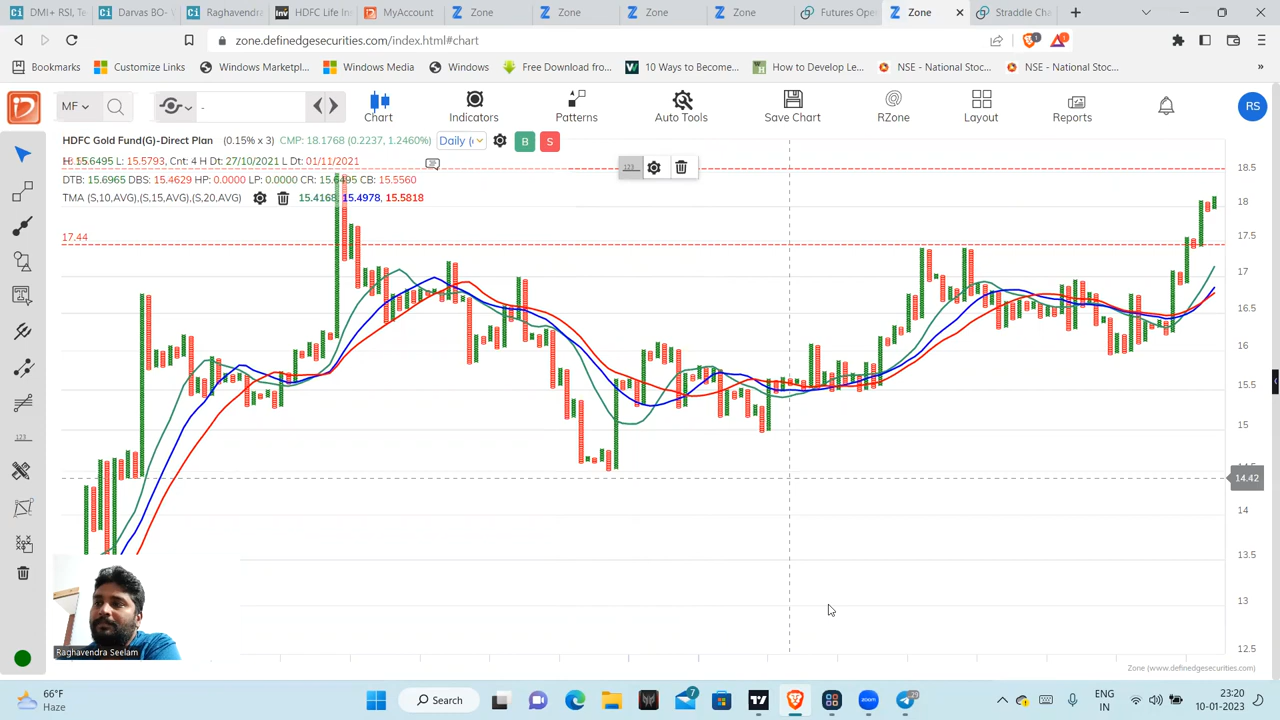 DMI+ RSI, Te
DMAs+ BO-
Raghavendra
Inv HDFC Life In
MyAccount
Zone
Zone
Zone
Futures Ope
Zone
Straddle Ch
zone.definedgesecurities.com/index.html#chart
Bookmarks
Customize Links
Windows Marketpl...
Windows Media
Windows
Free Download fro...
10 Ways to Become...
How to Develop Le...
NSE - National Stoc...
NSE - National Stoc...
MF
-
Chart
Indicators
Patterns
Auto Tools
Save Chart
RZone
Layout
Reports
RS
HDFC Gold Fund(G)-Direct Plan (0.15% x 3) CMP: 18.1768 (0.2237, 1.2460%) Daily (
B
S
H: 15.6495 L: 15.5793, Cnt: 4 H Dt: 27/10/2021 L Dt: 01/11/2021
DTB: 15.6965 DBS: 15.4629 HP: 0.0000 LP: 0.0000 CR: 15.6495 CB: 15.5560
TMA (S,10,AVG),(S,15,AVG),(S,20,AVG) 15.4168, 15.4978, 15.5818
123
18.5
18
17.44
17.5
17
16.5
16
15.5
15
123
14.42
14
13.5
13
12.5
Raghavendra Seelam
Zone (www.definedgesecurities.com)
66°F
Haze
Search
7
29
ENG
IN
23:20
10-01-2023